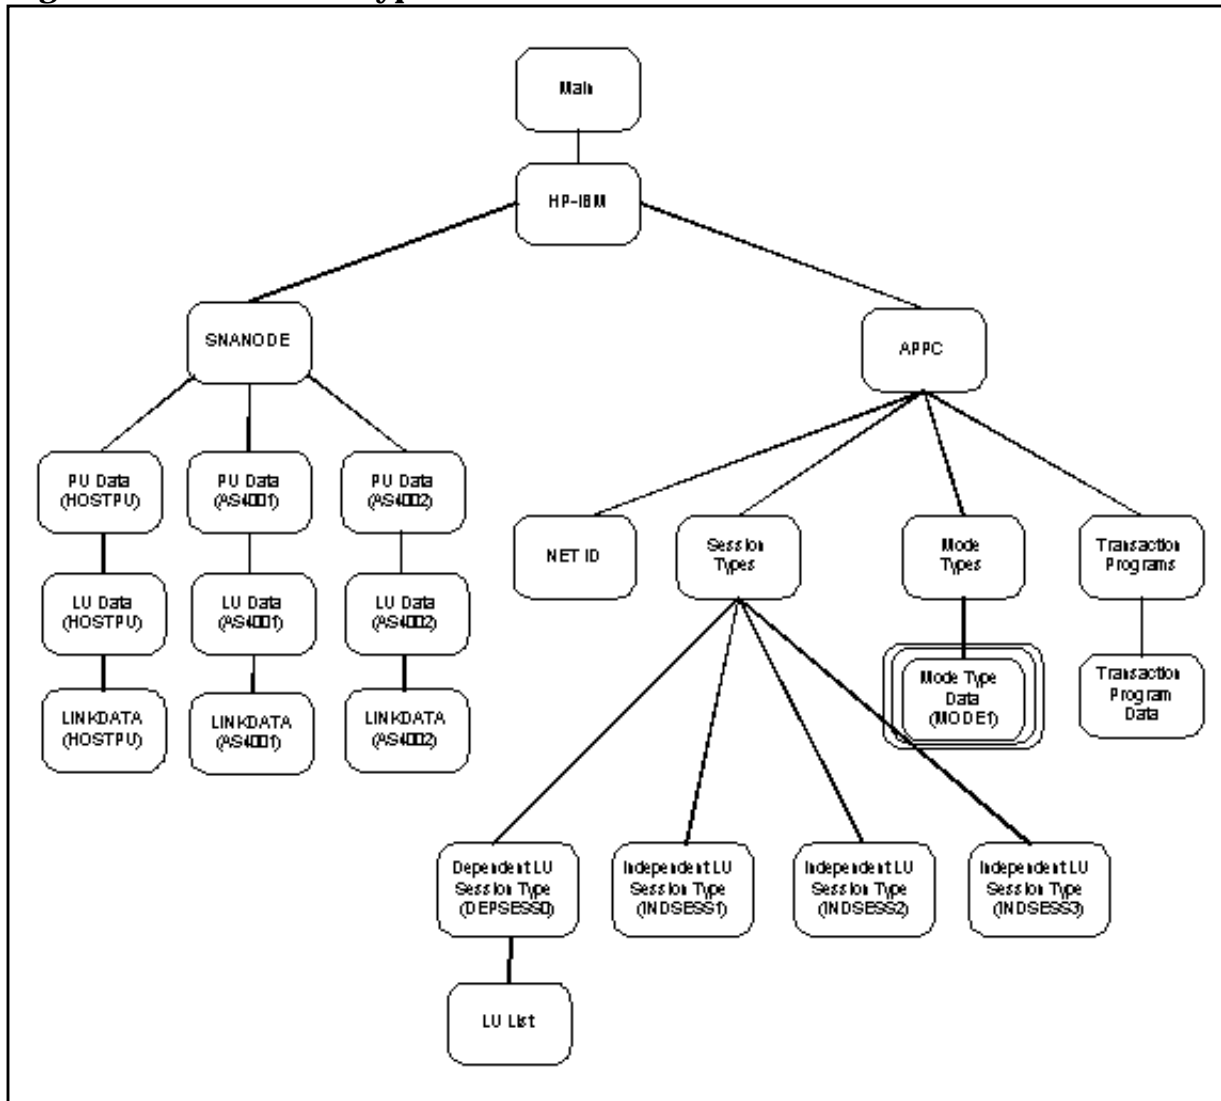 Main
HP-IBM
SNANODE
APPC
PU Data
(HOSTPU)
PU Data
(AS4001)
PU Data
(AS4002)
NET ID
Session
Types
Mode
Types
Transaction
Programs
LU Data
(HOSTPU)
LU Data
(AS4001)
LU Data
(AS4002)
LINKDATA
(HOSTPU)
LINKDATA
(AS4001)
LINKDATA
(AS4002)
Mode Type
Data
(MODE1)
Transaction
Program
Data
Dependent LU
Session Type
(DEPSESS0)
Independent LU
Session Type
(INDSESS1)
Independent LU
Session Type
(INDSESS2)
Independent LU
Session Type
(INDSESS3)
LU List